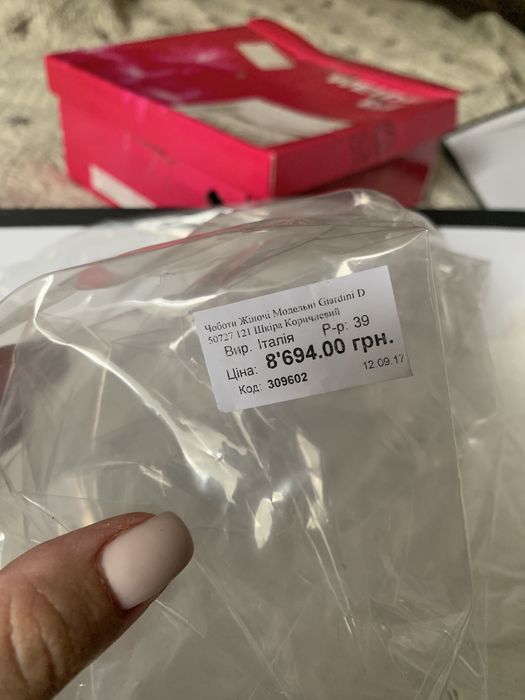 Чоботи Жіночі Модельні Giardini D
50727 121 Шкіра Коричневий
Вир. Італія Р-р: 39
Ціна: 8'694.00 грн.
Код: 309602 12.09.17